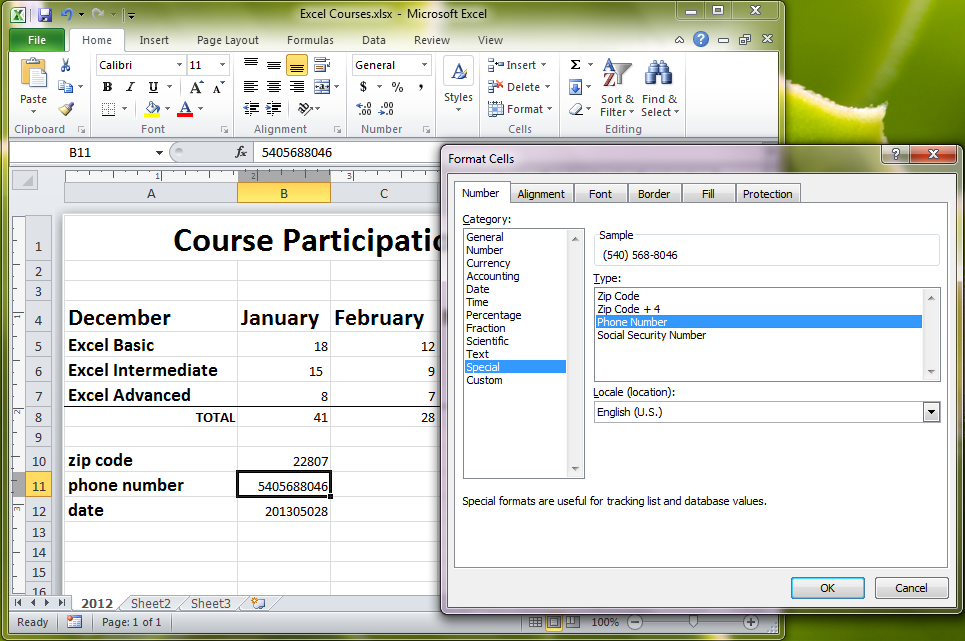 Excel Courses.xlsx - Microsoft Excel
File Home Insert Page Layout Formulas Data Review View
Paste
Clipboard
Calibri 11
B I U A A
A
Font
Alignment
General
$ % ,
Number
A
Styles
Insert
Delete
Format
Cells
Σ
Sort & Filter
Find & Select
Editing
B11 fx 5405688046
1 2 3
A B C
1 Course Participatio
2
3
4 December January February
5 Excel Basic 18 12
6 Excel Intermediate 15 9
7 Excel Advanced 8 7
8 TOTAL 41 28
9
10 zip code 22807
11 phone number 5405688046
12 date 201305028
13
14
15
16
2012 Sheet2 Sheet3
Ready Page: 1 of 1 100%
Format Cells
Number Alignment Font Border Fill Protection
Category:
General
Number
Currency
Accounting
Date
Time
Percentage
Fraction
Scientific
Text
Special
Custom
Sample
(540) 568-8046
Type:
Zip Code
Zip Code + 4
Phone Number
Social Security Number
Locale (location):
English (U.S.)
Special formats are useful for tracking list and database values.
OK Cancel